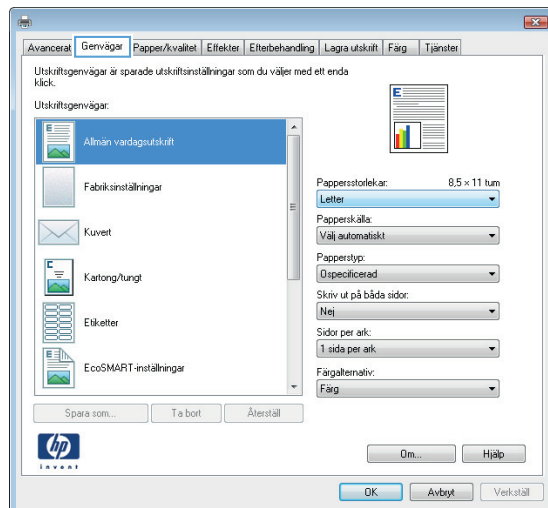 Avancerat Genvägar Papper/kvalitet Effekter Efterbehandling Lagra utskrift Färg Tjänster
Utskriftsgenvägar är sparade utskriftsinställningar som du väljer med ett enda
klick.
Utskriftsgenvägar:
Allmän vardagsutskrift
Fabriksinställningar
Kuvert
Kartong/tungt
Etiketter
EcoSMART-inställningar
Spara som... Ta bort Återställ
Pappersstorlekar: 8,5 × 11 tum
Letter
Papperskälla:
Välj automatiskt
Papperstyp:
Ospecificerad
Skriv ut på båda sidor:
Nej
Sidor per ark:
1 sida per ark
Färgalternativ:
Färg
hp
invent
Om... Hjälp
OK Avbryt Verkställ